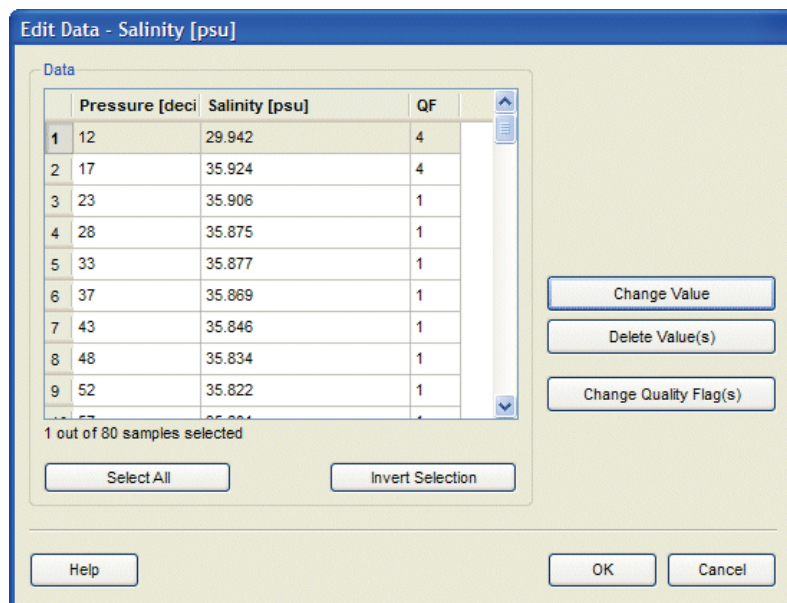 Edit Data - Salinity [psu]
Data
Pressure [deci Salinity [psu] QF
1 12 29.942 4
2 17 35.924 4
3 23 35.906 1
4 28 35.875 1
5 33 35.877 1
6 37 35.869 1
7 43 35.846 1
8 48 35.834 1
9 52 35.822 1
1 out of 80 samples selected
Select All Invert Selection
Change Value
Delete Value(s)
Change Quality Flag(s)
Help OK Cancel